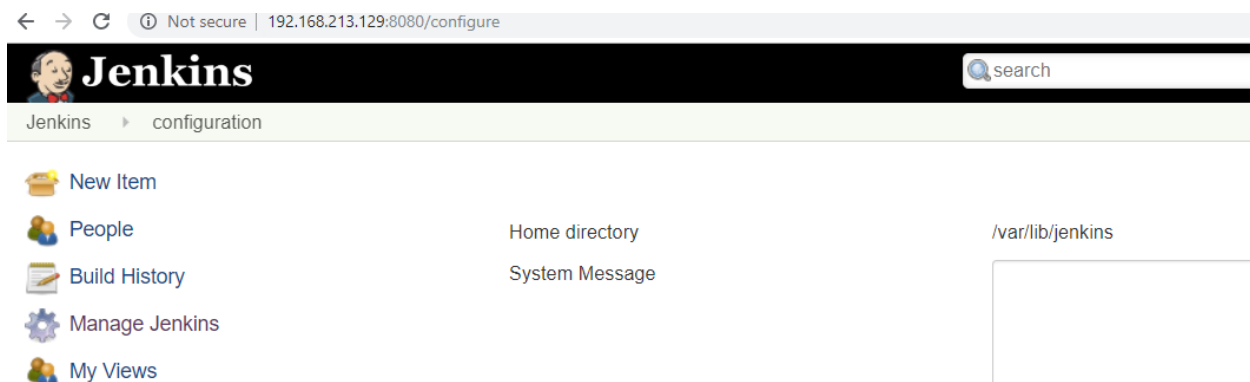 Not secure | 192.168.213.129:8080/configure
Jenkins
search
Jenkins configuration
New Item
People
Home directory /var/lib/jenkins
Build History
System Message
Manage Jenkins
My Views